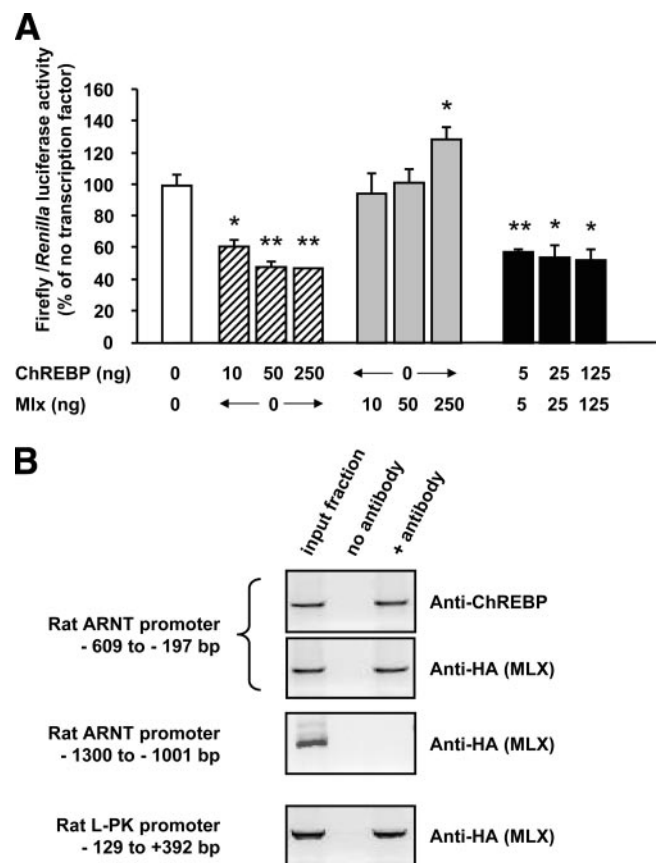 A
Firefly /Renilla luciferase activity
(% of no transcription factor)
160
140
120
100
80
60
40
20
0
*
**
**
*
**
*
*
ChREBP (ng) 0 10 50 250 ← 0 → 5 25 125
Mlx (ng) 0 ← 0 → 10 50 250 5 25 125
B
input fraction
no antibody
+ antibody
Rat ARNT promoter
- 609 to - 197 bp
Anti-ChREBP
Anti-HA (MLX)
Rat ARNT promoter
- 1300 to - 1001 bp
Anti-HA (MLX)
Rat L-PK promoter
- 129 to +392 bp
Anti-HA (MLX)